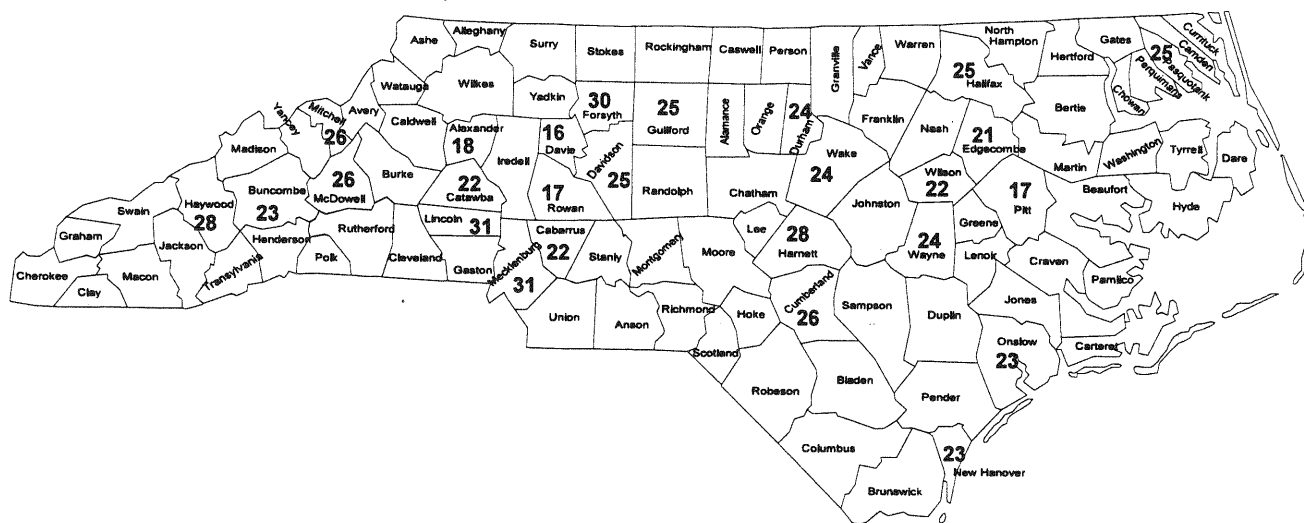 Ashe
Alleghany
Surry
Stokes
Rockingham
Caswell
Person
Granville
Vance
Warren
North
Hampton
Hertford
Gates
Currituck
Camden
25
Pasquotank
Perquimans
Chowan
Watauga
Wilkes
Yadkin
30
Forsyth
25
Guilford
Alamance
Orange
24
Durham
Franklin
Nash
25
Halifax
21
Edgecombe
Bertie
Martin
Washington
Tyrrell
Dare
Yancey
Mitchell
26
Avery
Caldwell
Alexander
18
Iredell
16
Davie
Davidson
25
Randolph
Chatham
Wake
24
Johnston
Wilson
22
17
Pitt
Beaufort
Hyde
Madison
Buncombe
23
26
McDowell
Burke
22
Catawba
17
Rowan
Swain
Haywood
28
Graham
Jackson
Henderson
Transylvania
Polk
Rutherford
Cleveland
Lincoln
31
Gaston
Mecklenburg
31
Cabarrus
22
Stanly
Montgomery
Moore
Lee
28
Harnett
24
Wayne
Greene
Lenoir
Craven
Pamlico
Cherokee
Clay
Macon
Union
Anson
Richmond
Scotland
Hoke
Cumberland
26
Sampson
Duplin
Jones
Onslow
23
Carteret
Robeson
Bladen
Pender
Columbus
Brunswick
23
New Hanover